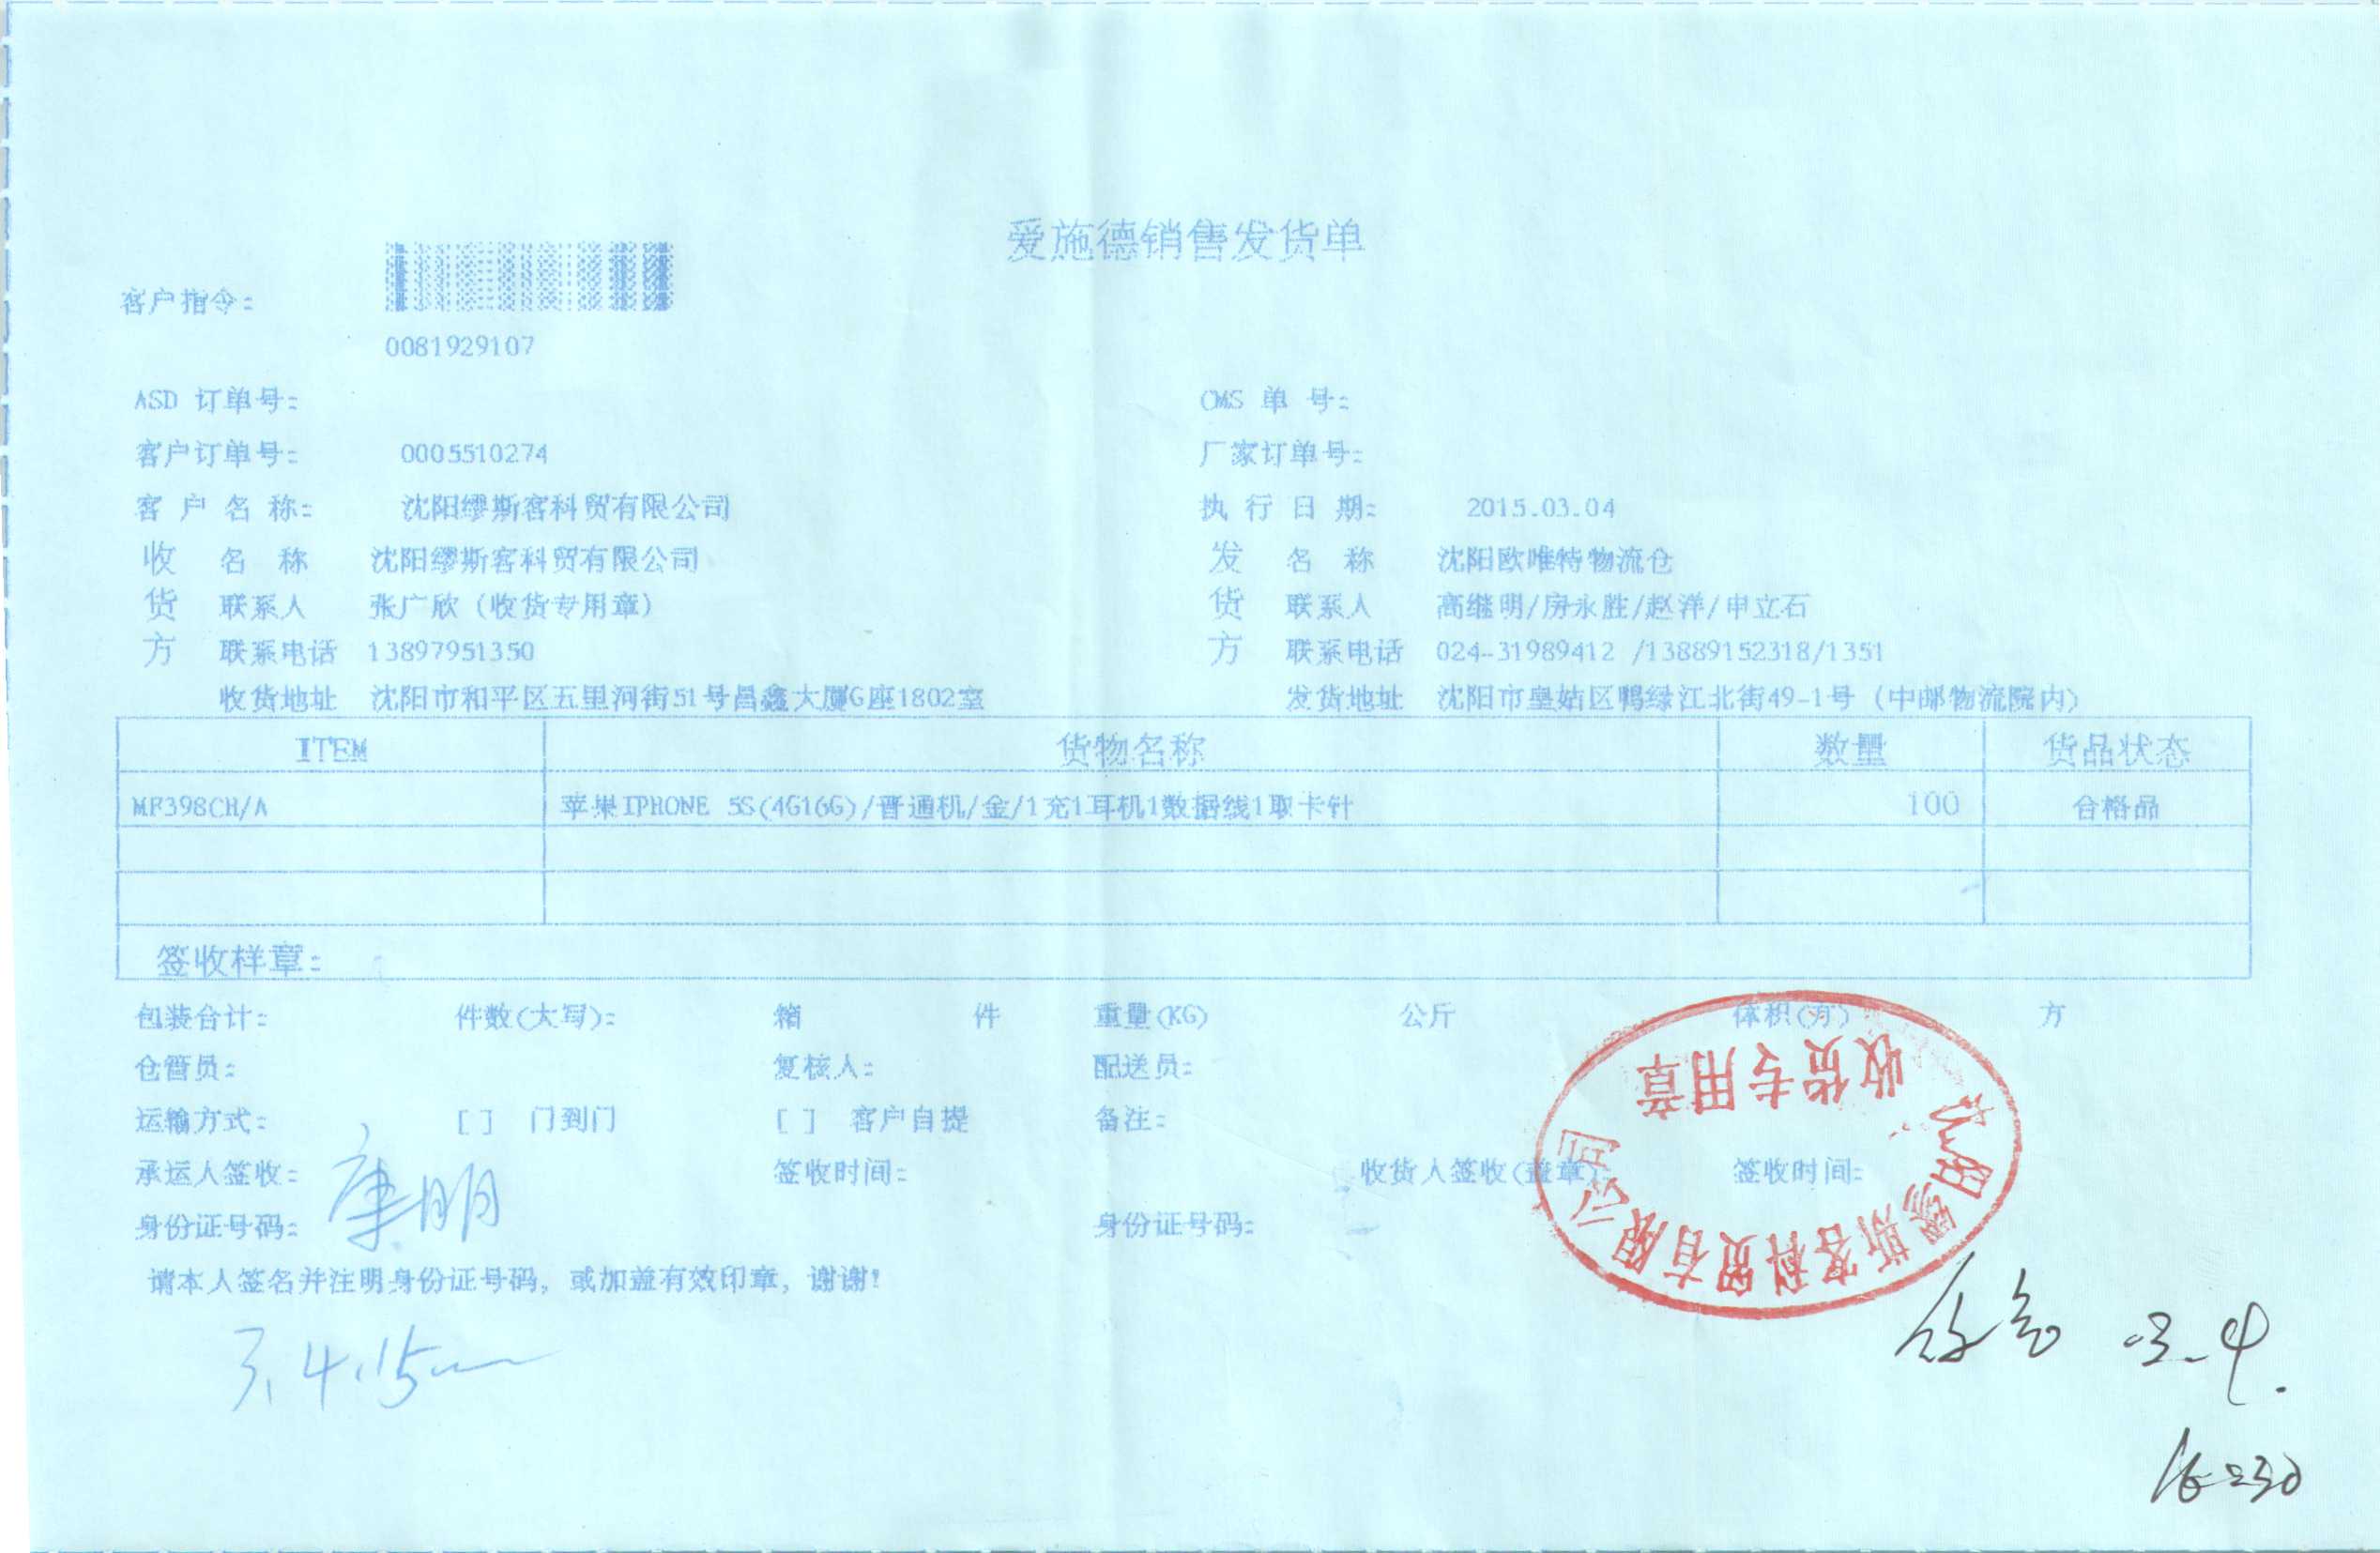 爱施德销售发货单
客户指令:
0081929107
ASD 订单号: CMS 单 号:
客户订单号: 0005510274 厂家订单号:
客 户 名 称: 沈阳缪斯客科贸有限公司 执 行 日 期: 2015.03.04
收 名 称 沈阳缪斯客科贸有限公司 发 名 称 沈阳欧唯特物流仓
货 联系人 张广欣（收货专用章） 货 联系人 高继明/房永胜/赵洋/申立石
方 联系电话 13897951350 方 联系电话 024-31989412 /13889152318/1351
收货地址 沈阳市和平区五里河街51号昌鑫大厦G座1802室 发货地址 沈阳市皇姑区鸭绿江北街49-1号（中邮物流院内）
ITEM 货物名称 数量 货品状态
MF398CH/A 苹果IPHONE 5S(4G16G)/普通机/金/1充1耳机1数据线1取卡针 100 合格品
签收样章:
包装合计: 件数(大写): 箱 件 重量(KG) 公斤 体积(方) 方
仓管员: 复核人: 配送员:
运输方式: [ ] 门到门 [ ] 客户自提 备注:
承运人签收: 康明 签收时间: 收货人签收(盖章): 签收时间:
身份证号码: 身份证号码:
请本人签名并注明身份证号码，或加盖有效印章，谢谢!
沈阳缪斯客科贸有限公司
收货专用章
3.4.15
3.4.
16:30